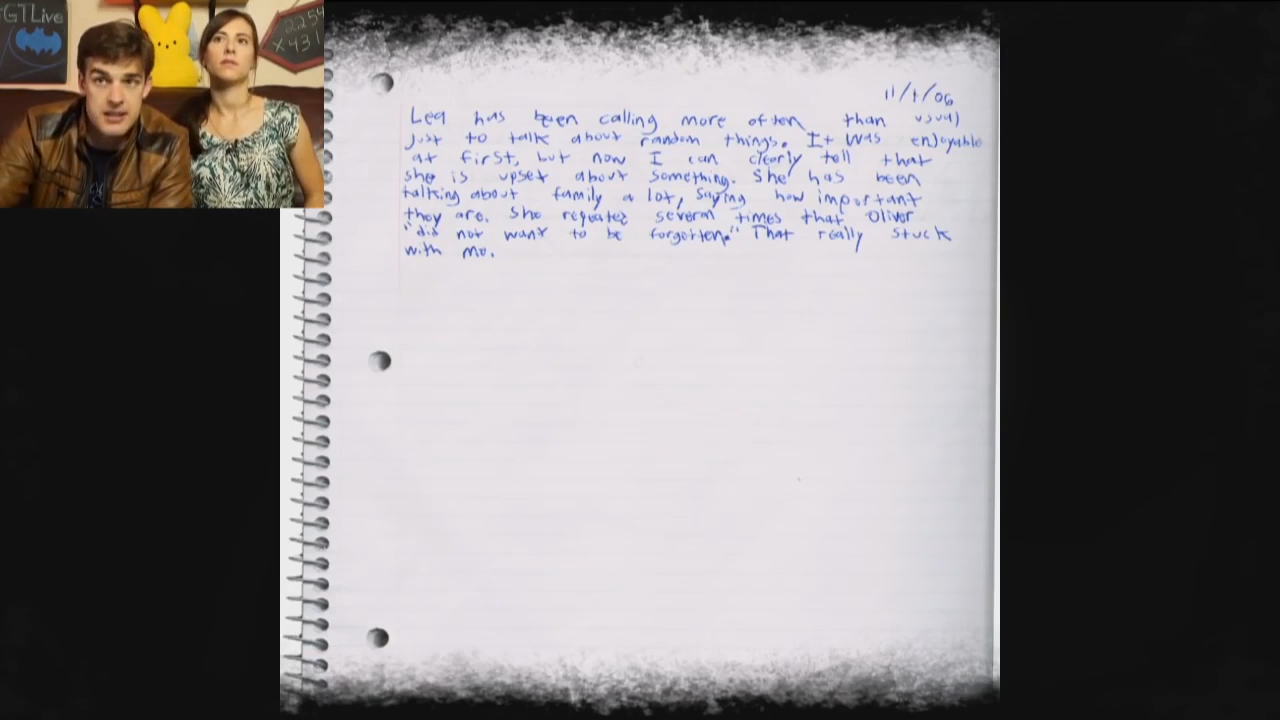 GTLive
2254
x431
11/1/06
Lea has been calling more often than usual
just to talk about random things. It was enjoyable
at first, but now I can clearly tell that
she is upset about something. She has been
talking about family a lot, saying how important
they are. She repeated several times that Oliver
"did not want to be forgotten." That really stuck
with me.